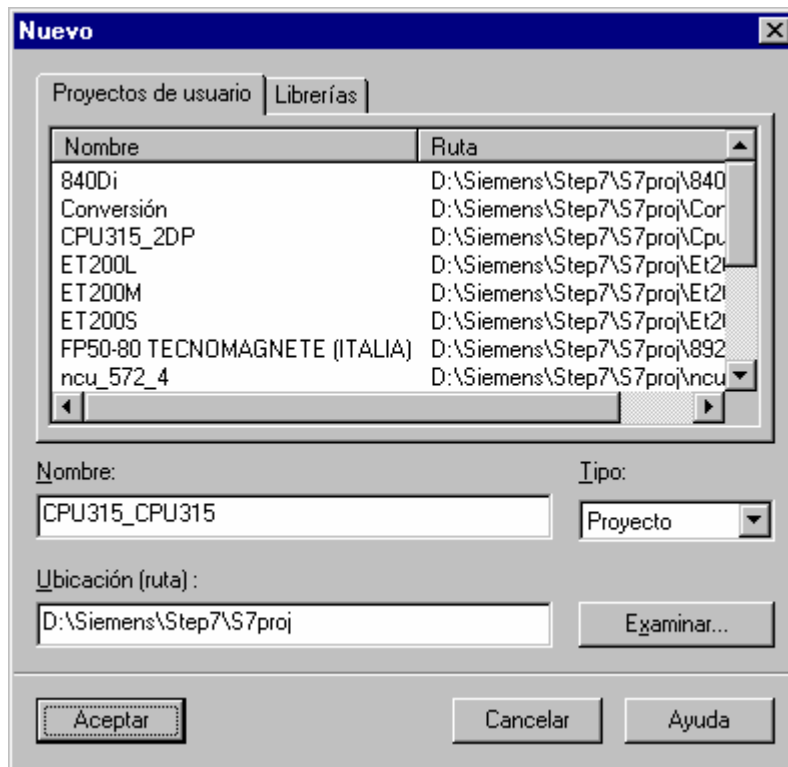 Nuevo
Proyectos de usuario Librerías
Nombre Ruta
840Di D:\Siemens\Step7\S7proj\840
Conversión D:\Siemens\Step7\S7proj\Con
CPU315_2DP D:\Siemens\Step7\S7proj\Cpu
ET200L D:\Siemens\Step7\S7proj\Et20
ET200M D:\Siemens\Step7\S7proj\Et20
ET200S D:\Siemens\Step7\S7proj\Et20
FP50-80 TECNOMAGNETE (ITALIA) D:\Siemens\Step7\S7proj\892
ncu_572_4 D:\Siemens\Step7\S7proj\ncu
Nombre: Tipo:
CPU315_CPU315 Proyecto
Ubicación (ruta) :
D:\Siemens\Step7\S7proj Examinar...
Aceptar Cancelar Ayuda